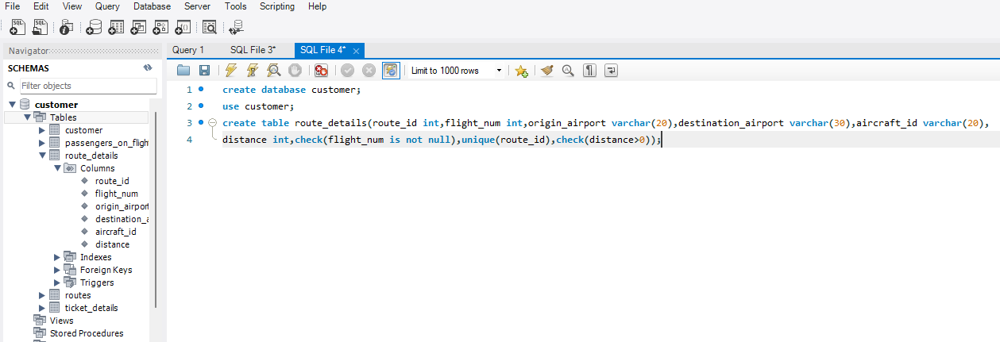 File Edit View Query Database Server Tools Scripting Help
Navigator
SCHEMAS
Filter objects
customer
Tables
customer
passengers_on_flight
route_details
Columns
route_id
flight_num
origin_airport
destination_a
aircraft_id
distance
Indexes
Foreign Keys
Triggers
routes
ticket_details
Views
Stored Procedures
Query 1 SQL File 3* SQL File 4*
Limit to 1000 rows
1 create database customer;
2 use customer;
3 create table route_details(route_id int,flight_num int,origin_airport varchar(20),destination_airport varchar(30),aircraft_id varchar(20),
4 distance int,check(flight_num is not null),unique(route_id),check(distance>0));